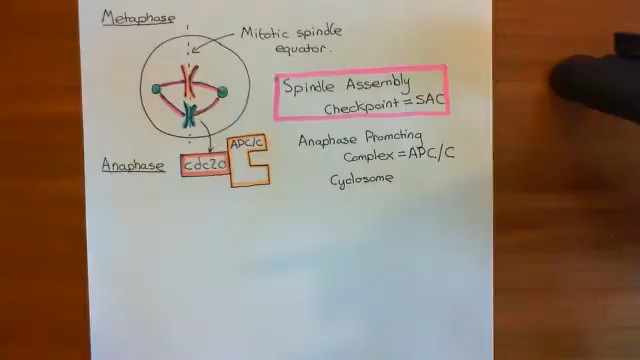 Metaphase
Mitotic spindle
equator.
Spindle Assembly
Checkpoint = SAC
Anaphase Promoting
Complex = APC/C
Cyclosome
APC/C
Anaphase
cdc20